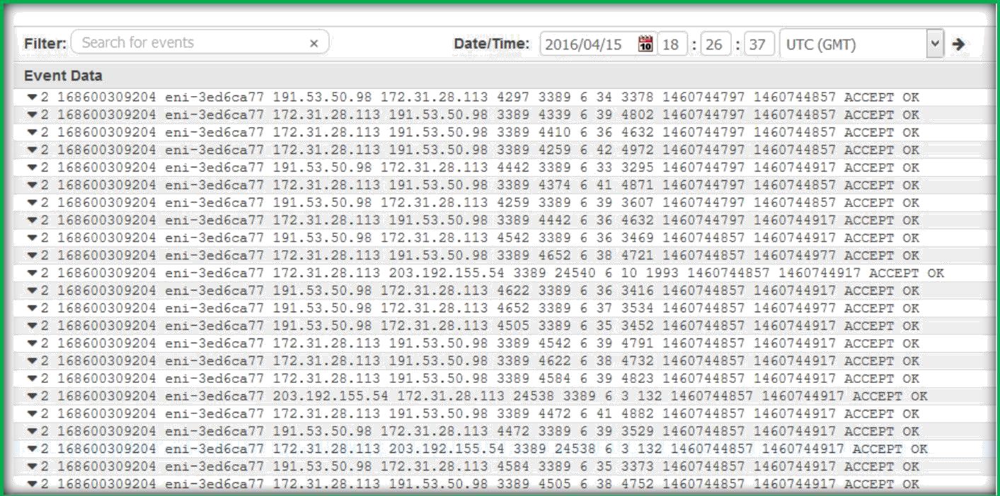 Filter: Search for events × Date/Time: 2016/04/15 10 18 : 26 : 37 UTC (GMT)
Event Data
2 168600309204 eni-3ed6ca77 191.53.50.98 172.31.28.113 4297 3389 6 34 3378 1460744797 1460744857 ACCEPT OK
2 168600309204 eni-3ed6ca77 172.31.28.113 191.53.50.98 3389 4339 6 39 4802 1460744797 1460744857 ACCEPT OK
2 168600309204 eni-3ed6ca77 172.31.28.113 191.53.50.98 3389 4410 6 36 4632 1460744797 1460744857 ACCEPT OK
2 168600309204 eni-3ed6ca77 172.31.28.113 191.53.50.98 3389 4259 6 42 4972 1460744797 1460744857 ACCEPT OK
2 168600309204 eni-3ed6ca77 191.53.50.98 172.31.28.113 4442 3389 6 33 3295 1460744797 1460744917 ACCEPT OK
2 168600309204 eni-3ed6ca77 172.31.28.113 191.53.50.98 3389 4374 6 41 4871 1460744797 1460744857 ACCEPT OK
2 168600309204 eni-3ed6ca77 191.53.50.98 172.31.28.113 4259 3389 6 39 3607 1460744797 1460744857 ACCEPT OK
2 168600309204 eni-3ed6ca77 172.31.28.113 191.53.50.98 3389 4442 6 36 4632 1460744797 1460744917 ACCEPT OK
2 168600309204 eni-3ed6ca77 191.53.50.98 172.31.28.113 4542 3389 6 36 3469 1460744857 1460744917 ACCEPT OK
2 168600309204 eni-3ed6ca77 172.31.28.113 191.53.50.98 3389 4652 6 38 4721 1460744857 1460744977 ACCEPT OK
2 168600309204 eni-3ed6ca77 172.31.28.113 203.192.155.54 3389 24540 6 10 1993 1460744857 1460744917 ACCEPT OK
2 168600309204 eni-3ed6ca77 191.53.50.98 172.31.28.113 4622 3389 6 36 3416 1460744857 1460744917 ACCEPT OK
2 168600309204 eni-3ed6ca77 191.53.50.98 172.31.28.113 4652 3389 6 37 3534 1460744857 1460744977 ACCEPT OK
2 168600309204 eni-3ed6ca77 191.53.50.98 172.31.28.113 4505 3389 6 35 3452 1460744857 1460744917 ACCEPT OK
2 168600309204 eni-3ed6ca77 172.31.28.113 191.53.50.98 3389 4542 6 39 4791 1460744857 1460744917 ACCEPT OK
2 168600309204 eni-3ed6ca77 172.31.28.113 191.53.50.98 3389 4622 6 38 4732 1460744857 1460744917 ACCEPT OK
2 168600309204 eni-3ed6ca77 172.31.28.113 191.53.50.98 3389 4584 6 39 4823 1460744857 1460744917 ACCEPT OK
2 168600309204 eni-3ed6ca77 203.192.155.54 172.31.28.113 24538 3389 6 3 132 1460744857 1460744917 ACCEPT OK
2 168600309204 eni-3ed6ca77 172.31.28.113 191.53.50.98 3389 4472 6 41 4882 1460744857 1460744917 ACCEPT OK
2 168600309204 eni-3ed6ca77 191.53.50.98 172.31.28.113 4472 3389 6 39 3529 1460744857 1460744917 ACCEPT OK
2 168600309204 eni-3ed6ca77 172.31.28.113 203.192.155.54 3389 24538 6 3 132 1460744857 1460744917 ACCEPT OK
2 168600309204 eni-3ed6ca77 191.53.50.98 172.31.28.113 4584 3389 6 35 3373 1460744857 1460744917 ACCEPT OK
2 168600309204 eni-3ed6ca77 172.31.28.113 191.53.50.98 3389 4505 6 38 4752 1460744857 1460744917 ACCEPT OK